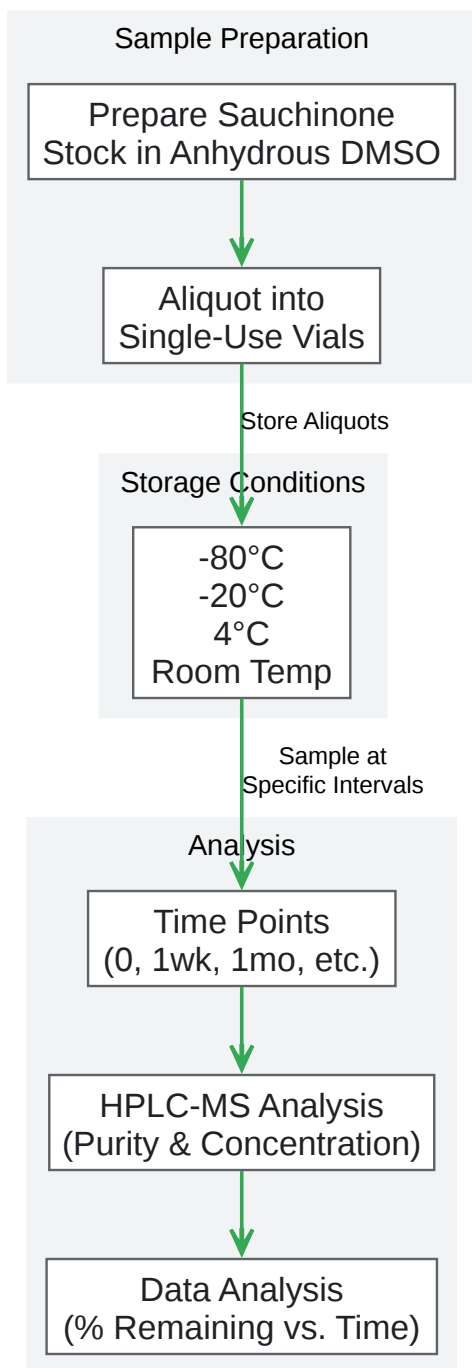 Sample Preparation
Prepare Sauchinone
Stock in Anhydrous DMSO
Aliquot into
Single-Use Vials
Store Aliquots
Storage Conditions
-80°C
-20°C
4°C
Room Temp
Sample at
Specific Intervals
Analysis
Time Points
(0, 1wk, 1mo, etc.)
HPLC-MS Analysis
(Purity & Concentration)
Data Analysis
(% Remaining vs. Time)